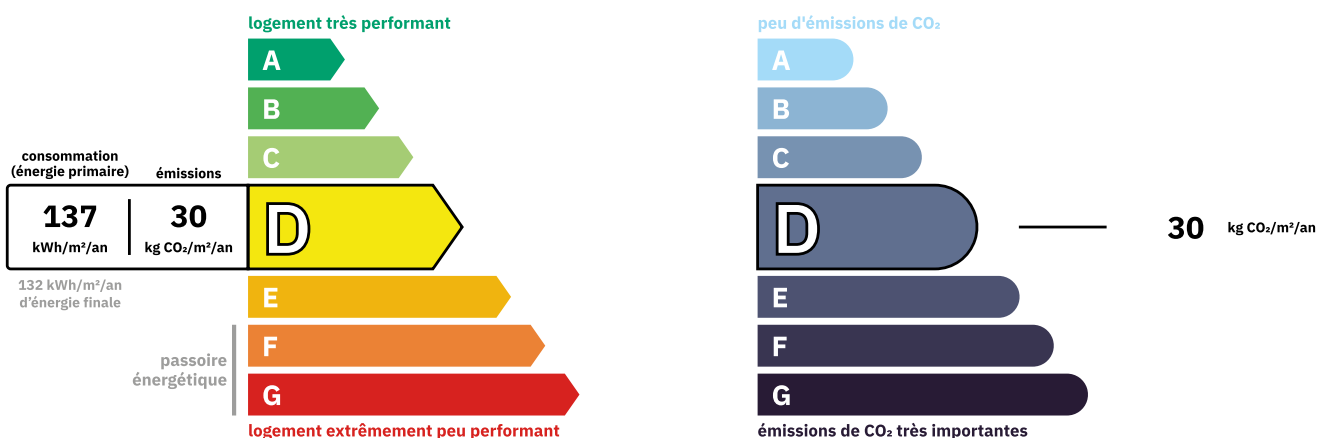 logement très performant
A
B
C
consommation
(énergie primaire)
émissions
137
kWh/m²/an
30
kg CO₂/m²/an
D
132 kWh/m²/an
d'énergie finale
E
passoire
énergétique
F
G
logement extrêmement peu performant
peu d'émissions de CO₂
A
B
C
D
30 kg CO₂/m²/an
E
F
G
émissions de CO₂ très importantes